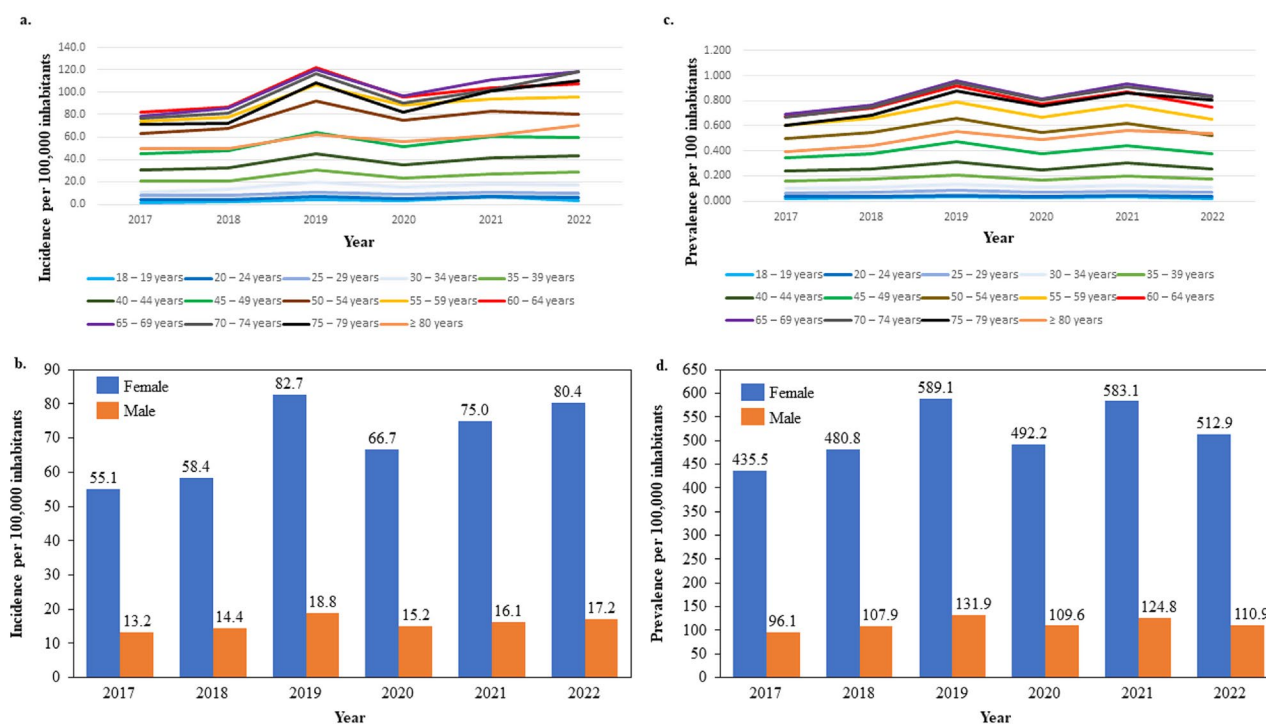 a.
Incidence per 100,000 inhabitants
140.0
120.0
100.0
80.0
60.0
40.0
20.0
0.0
2017 2018 2019 2020 2021 2022
Year
18 – 19 years 20 – 24 years 25 – 29 years 30 – 34 years 35 – 39 years
40 – 44 years 45 – 49 years 50 – 54 years 55 – 59 years 60 – 64 years
65 – 69 years 70 – 74 years 75 – 79 years ≥ 80 years
c.
Prevalence per 100 inhabitants
1.200
1.000
0.800
0.600
0.400
0.200
0.000
2017 2018 2019 2020 2021 2022
Year
18 – 19 years 20 – 24 years 25 – 29 years 30 – 34 years 35 – 39 years
40 – 44 years 45 – 49 years 50 – 54 years 55 – 59 years 60 – 64 years
65 – 69 years 70 – 74 years 75 – 79 years ≥ 80 years
b.
Incidence per 100,000 inhabitants
90
80
70
60
50
40
30
20
10
0
Female
Male
55.1 58.4 82.7 66.7 75.0 80.4
13.2 14.4 18.8 15.2 16.1 17.2
2017 2018 2019 2020 2021 2022
Year
d.
Prevalence per 100,000 inhabitants
650
600
550
500
450
400
350
300
250
200
150
100
50
0
Female
Male
435.5 480.8 589.1 492.2 583.1 512.9
96.1 107.9 131.9 109.6 124.8 110.9
2017 2018 2019 2020 2021 2022
Year